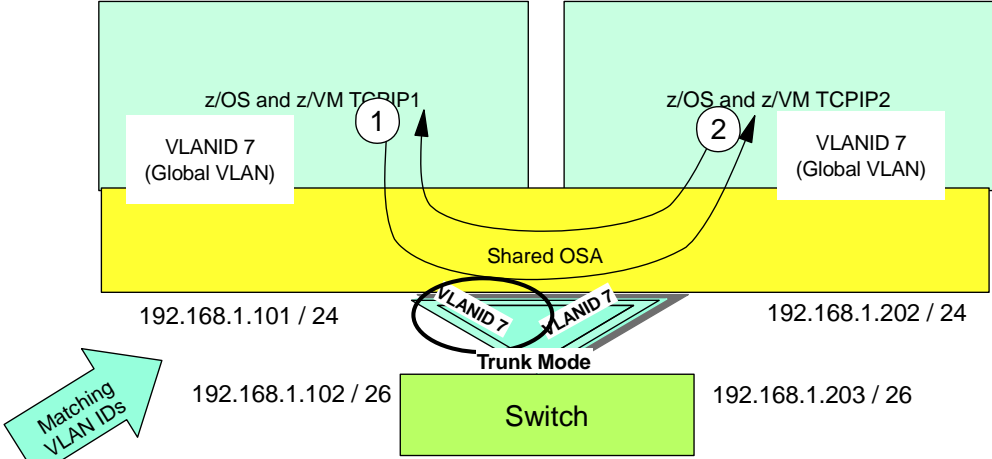 z/OS and z/VM TCPIP1
1
VLANID 7
(Global VLAN)
z/OS and z/VM TCPIP2
2
VLANID 7
(Global VLAN)
Shared OSA
VLANID 7
VLANID 7
192.168.1.101 / 24
192.168.1.202 / 24
Trunk Mode
192.168.1.102 / 26
192.168.1.203 / 26
Switch
Matching
VLAN IDs